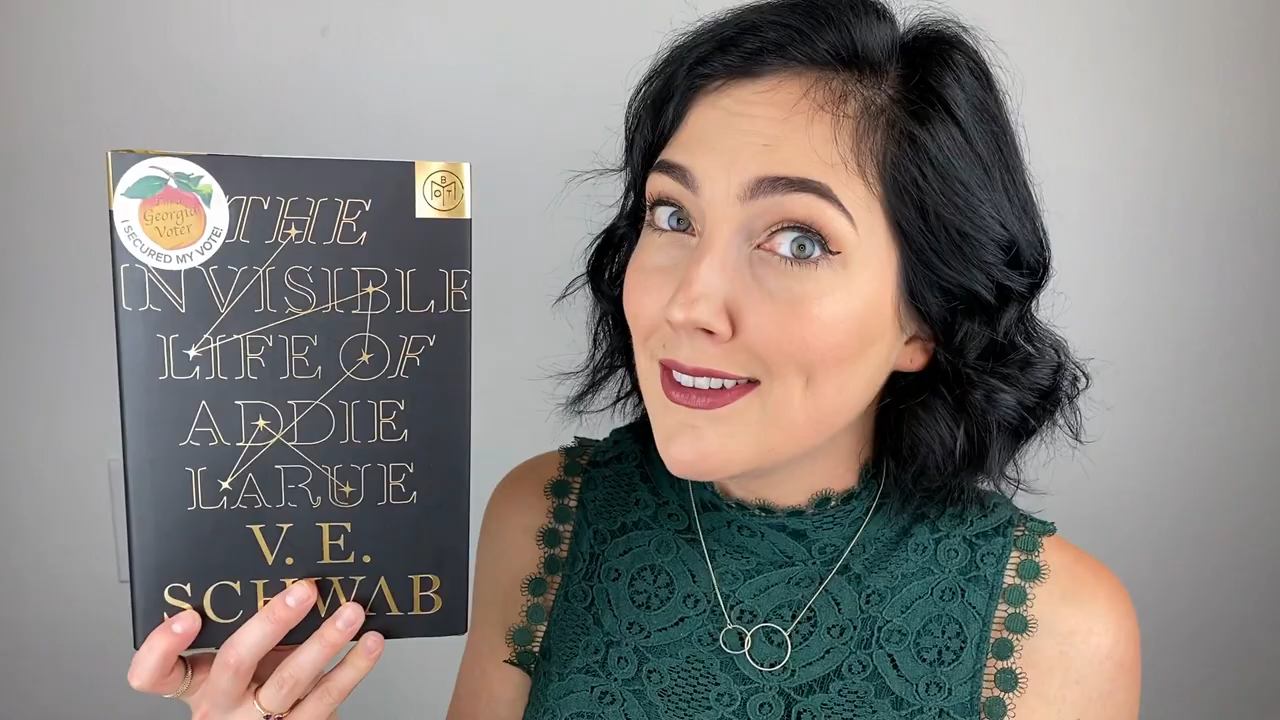 THE
INVISIBLE
LIFE OF
ADDIE
LARUE
V. E.
SCHWAB
Georgia
Voter
I SECURED MY VOTE!
BOTM